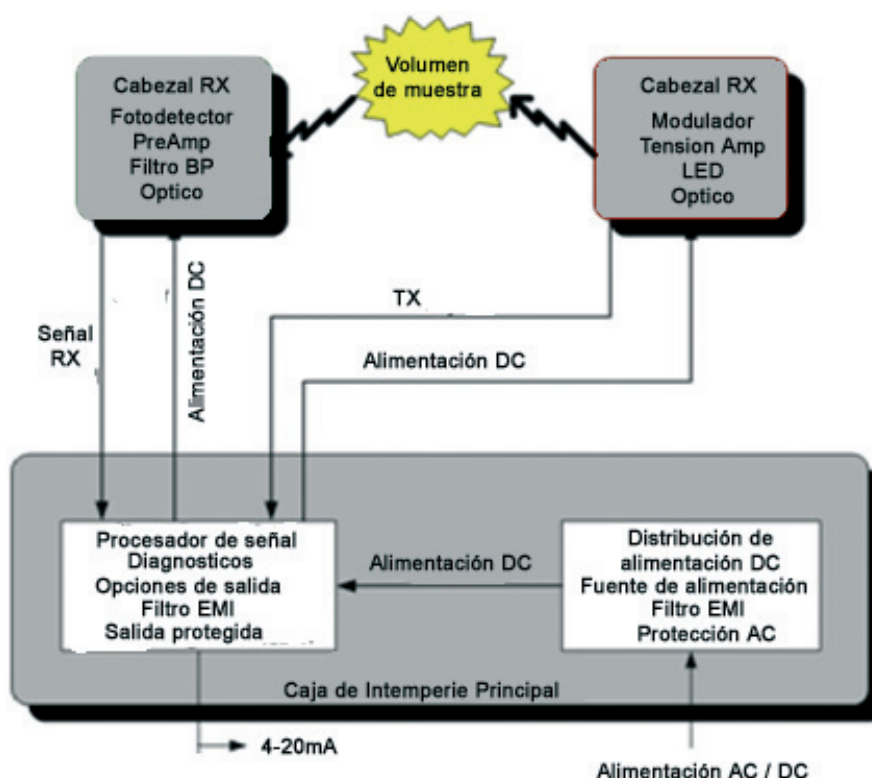 Volumen
de muestra
Cabezal RX
Fotodetector
PreAmp
Filtro BP
Optico
Cabezal RX
Modulador
Tension Amp
LED
Optico
Señal
RX
Alimentación DC
TX
Alimentación DC
Procesador de señal
Diagnosticos
Opciones de salida
Filtro EMI
Salida protegida
Alimentación DC
Distribución de
alimentación DC
Fuente de alimentación
Filtro EMI
Protección AC
Caja de Intemperie Principal
4-20mA
Alimentación AC / DC